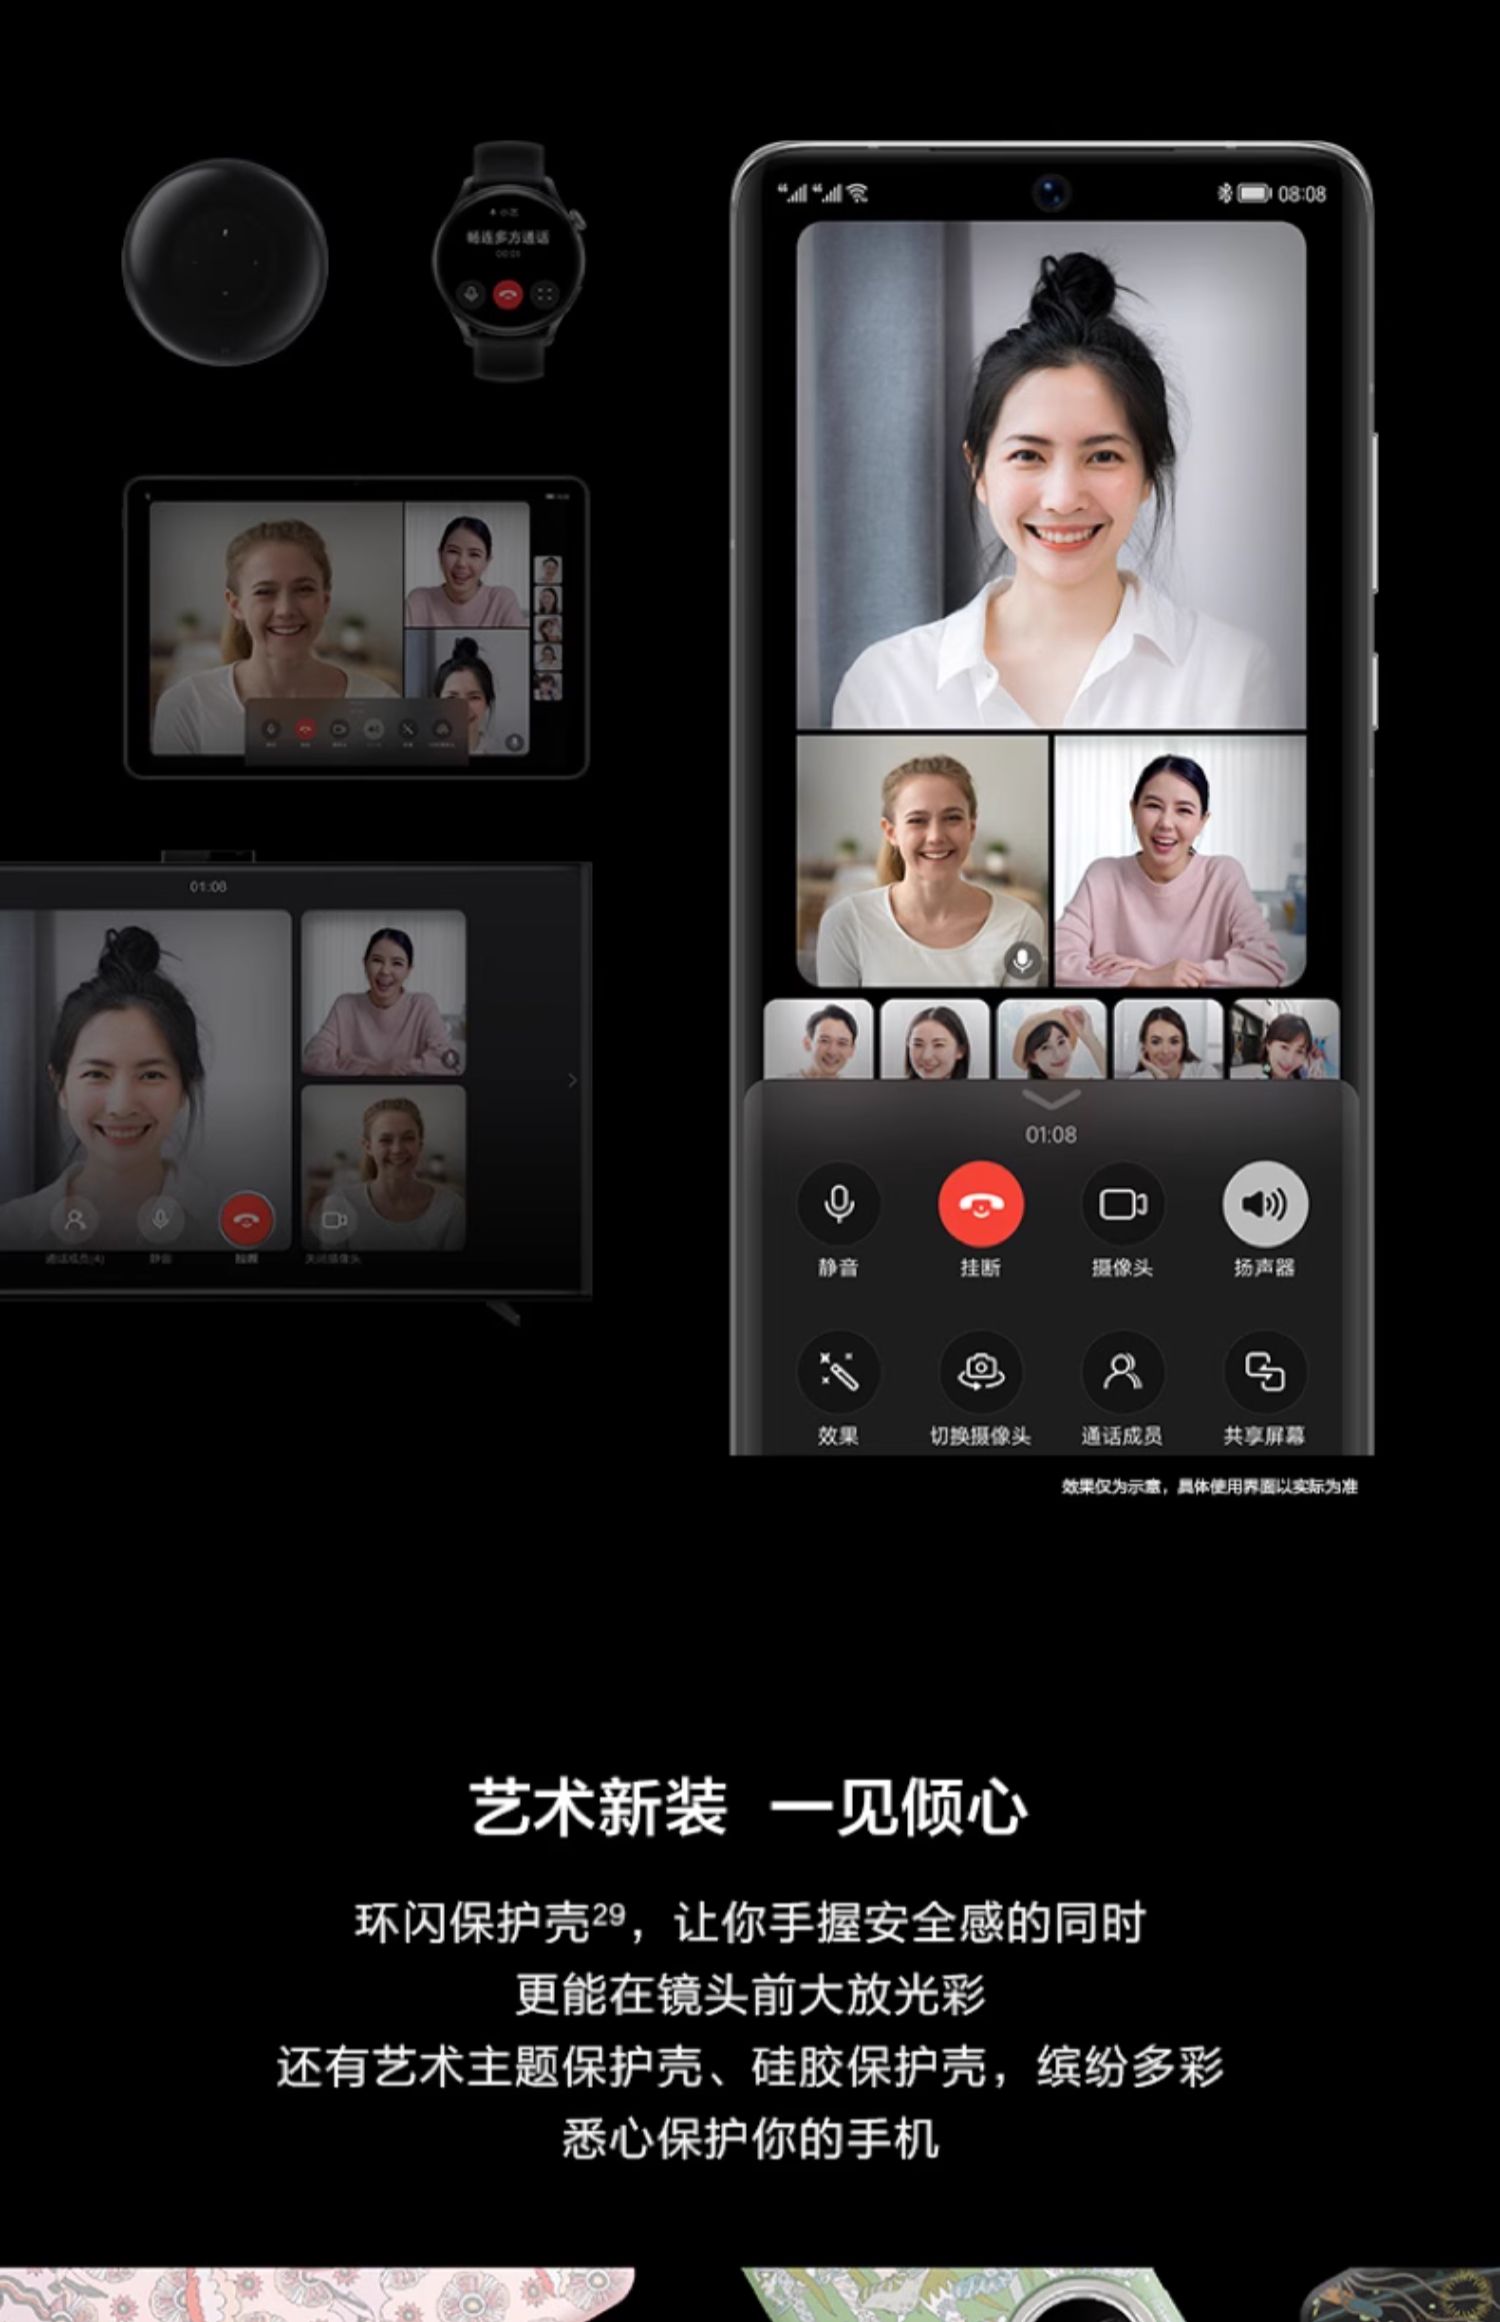 小艺
畅连多方通话
08:08
01:08
01:08
静音
挂断
摄像头
扬声器
通话成员(4)
静音
挂断
关闭摄像头
效果
切换摄像头
通话成员
共享屏幕
效果仅为示意，具体使用界面以实际为准
艺术新装 一见倾心
环闪保护壳29，让你手握安全感的同时
更能在镜头前大放光彩
还有艺术主题保护壳、硅胶保护壳，缤纷多彩
悉心保护你的手机